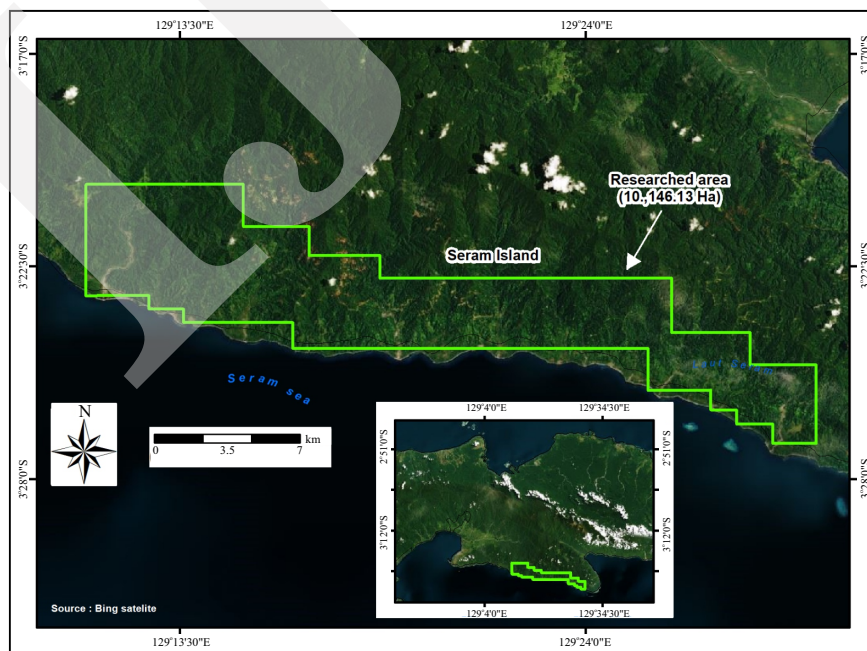 129°13'30"E 129°24'0"E
3°17'0"S 3°17'0"S
Researched area
(10.,146.13 Ha)
Seram Island
3°22'30"S 3°22'30"S
Laut Seram
Seram sea
N
0 3.5 7 km
129°4'0"E 129°34'30"E
2°51'0"S 2°51'0"S
3°12'0"S 3°12'0"S
129°4'0"E 129°34'30"E
3°28'0"S 3°28'0"S
Source : Bing satelite
129°13'30"E 129°24'0"E